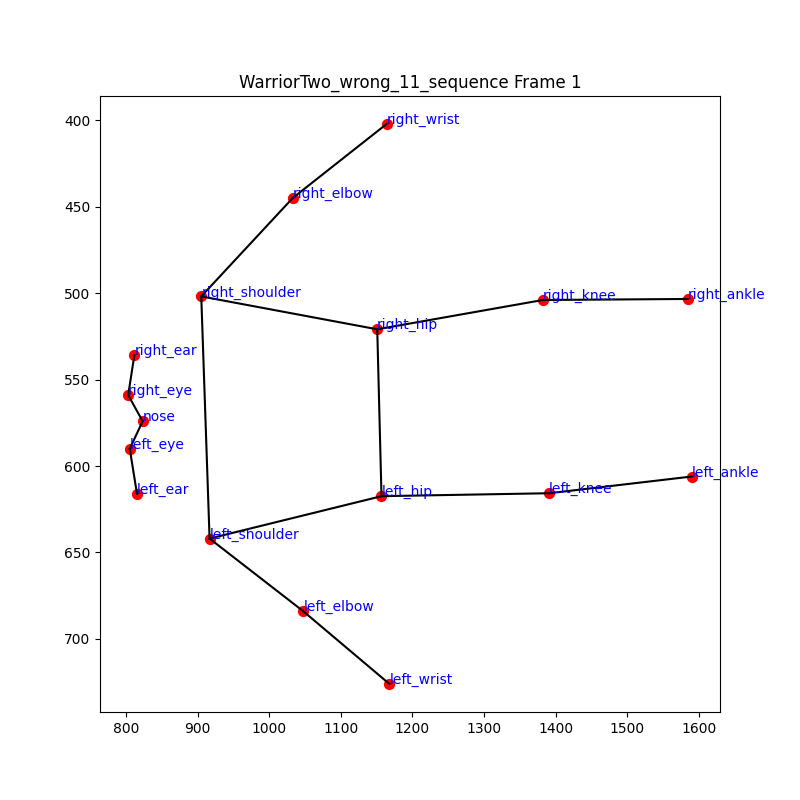 WarriorTwo_wrong_11_sequence Frame 1
400
right_wrist
right_elbow
450
500
right_shoulder
right_knee
right_ankle
right_hip
right_ear
550
right_eye
nose
left_eye
600
left_ear
left_hip
left_knee
left_ankle
left_shoulder
650
left_elbow
700
left_wrist
800 900 1000 1100 1200 1300 1400 1500 1600